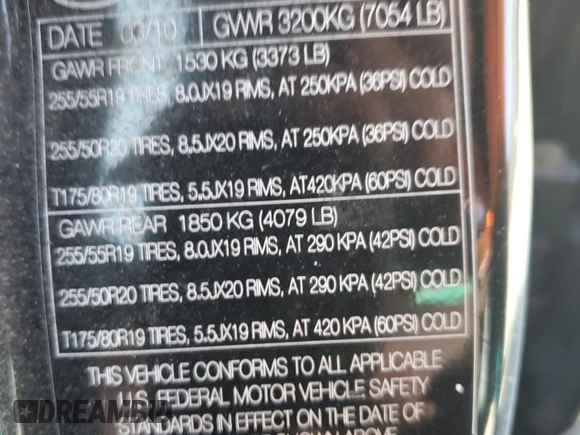 DATE 03/10 GVWR 3200KG (7054 LB)
GAWR FRONT 1530 KG (3373 LB)
255/55R19 TIRES, 8.0JX19 RIMS, AT 250KPA (36PSI) COLD
255/50R20 TIRES, 8.5JX20 RIMS, AT 250KPA (36PSI) COLD
T175/80R19 TIRES, 5.5JX19 RIMS, AT420KPA (60PSI) COLD
GAWR REAR 1850 KG (4079 LB)
255/55R19 TIRES, 8.0JX19 RIMS, AT 290 KPA (42PSI) COLD
255/50R20 TIRES, 8.5JX20 RIMS, AT 290 KPA (42PSI) COLD
T175/80R19 TIRES, 5.5JX19 RIMS, AT 420 KPA (60PSI) COLD
THIS VEHICLE CONFORMS TO ALL APPLICABLE
FEDERAL MOTOR VEHICLE SAFETY
STANDARDS IN EFFECT ON THE DATE OF
SHOWN ABOVE
DREAMBID